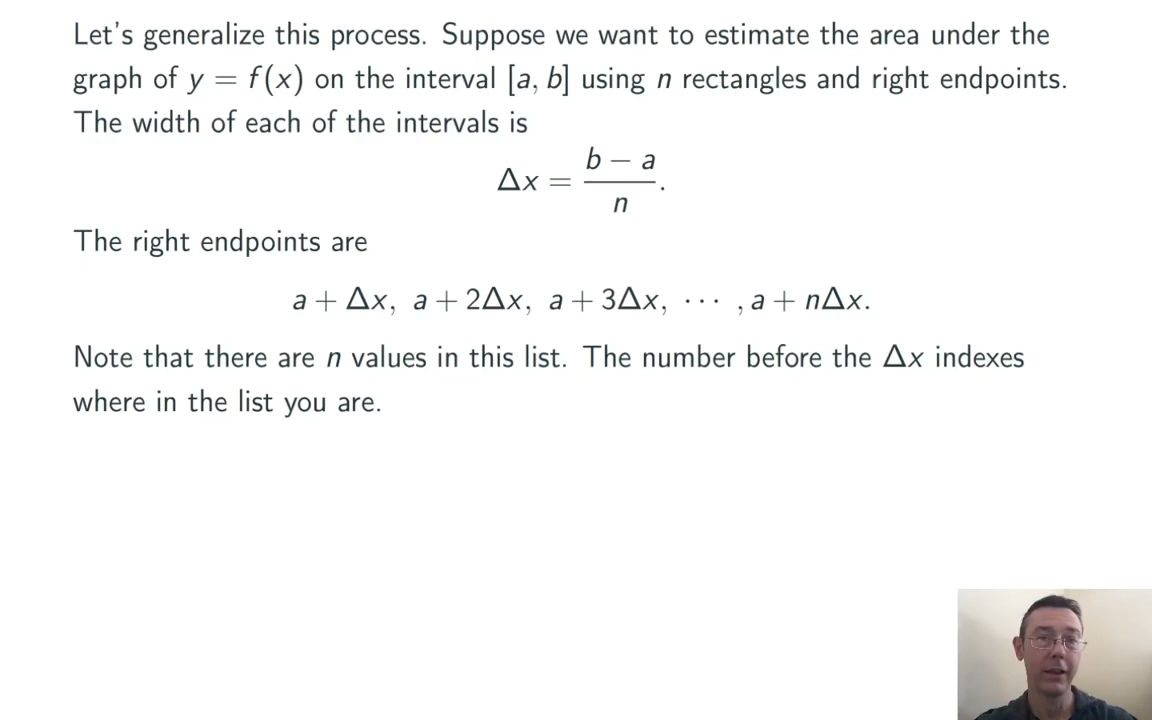 Let's generalize this process. Suppose we want to estimate the area under the
graph of y = f(x) on the interval [a, b] using n rectangles and right endpoints.
The width of each of the intervals is
Δx = \frac{b − a}{n}.
The right endpoints are
a + Δx, a + 2Δx, a + 3Δx, ⋯ , a + nΔx.
Note that there are n values in this list. The number before the Δx indexes
where in the list you are.